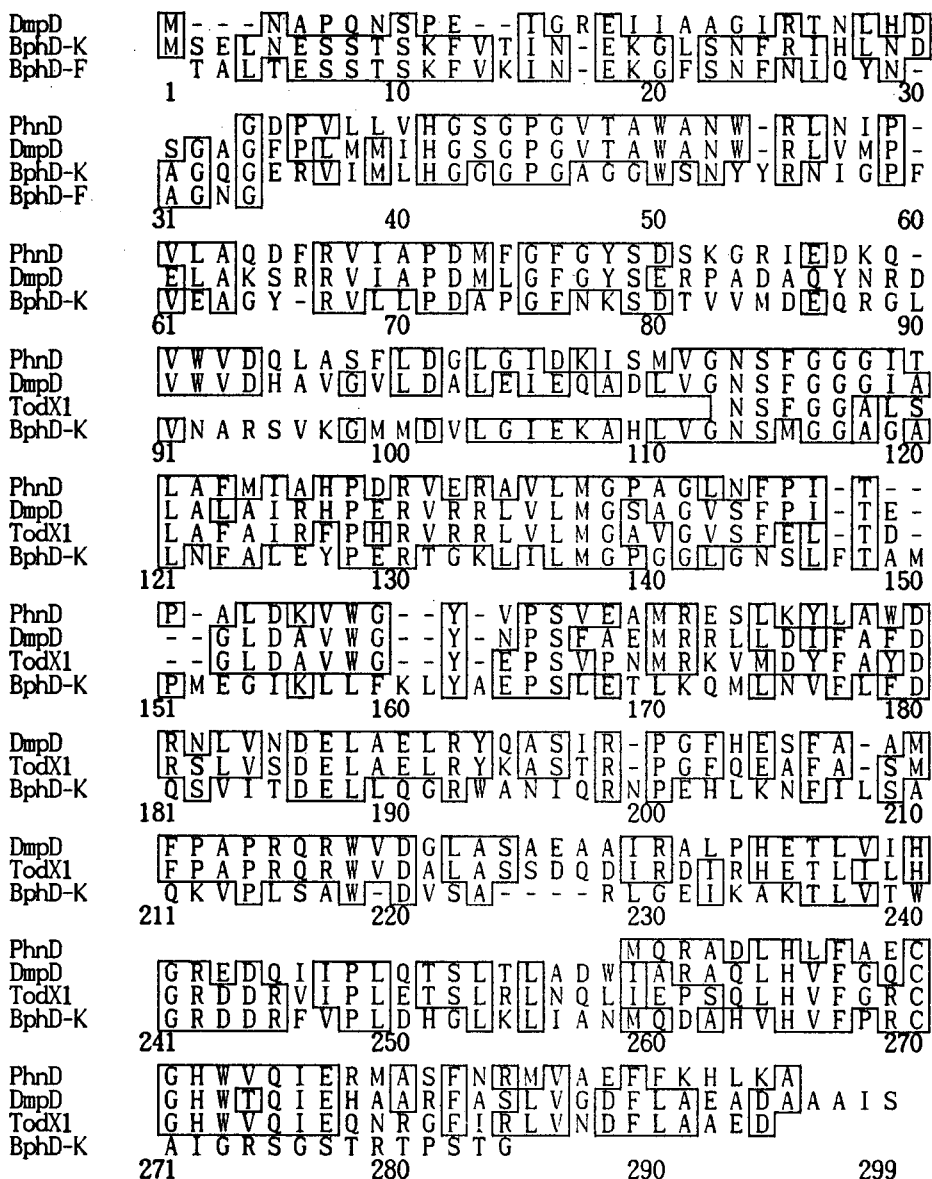 DmpD M - - - N A P Q N S P E - - I G R E I I A A G I R T N L H D
BphD-K M S E L N E S S T S K F V T I N - E K G L S N F R I H L N D
BphD-F T A L T E S S T S K F V K I N - E K G F S N F N I Q Y N -
1 10 20 30
PhnD G D P V L L V H G S G P G V T A W A N W - R L N I P -
DmpD S G A G F P L M M I H G S G P G V T A W A N W - R L V M P -
BphD-K A G Q G E R V I M L H G G G P G A G G W S N Y Y R N I G P F
BphD-F A G N G
31 40 50 60
PhnD V L A Q D F R V I A P D M F G F G Y S D S K G R I E D K Q -
DmpD E L A K S R R V I A P D M L G F G Y S E R P A D A Q Y N R D
BphD-K V E A G Y - R V L L P D A P G F N K S D T V V M D E Q R G L
61 70 80 90
PhnD V W V D Q L A S F L D G L G I D K I S M V G N S F G G G I T
DmpD V W V D H A V G V L D A L E I E Q A D L V G N S F G G G I A
TodX1 N S F G G A L S
BphD-K V N A R S V K G M M D V L G I E K A H L V G N S M G G A G A
91 100 110 120
PhnD L A F M I A H P D R V E R A V L M G P A G L N F P I - T - -
DmpD L A L A I R H P E R V R R L V L M G S A G V S F P I - T E -
TodX1 L A F A I R F P H R V R R L V L M G A V G V S F E L - T D -
BphD-K L N F A L E Y P E R T G K L I L M G P G G L G N S L F T A M
121 130 140 150
PhnD P - A L D K V W G - - Y - V P S V E A M R E S L K Y L A W D
DmpD - - G L D A V W G - - Y - N P S F A E M R R L L D I F A F D
TodX1 - - G L D A V W G - - Y - E P S V P N M R K V M D Y F A Y D
BphD-K P M E G I K L L F K L Y A E P S L E T L K Q M L N V F L F D
151 160 170 180
DmpD R N L V N D E L A E L R Y Q A S I R - P G F H E S F A - A M
TodX1 R S L V S D E L A E L R Y K A S T R - P G F Q E A F A - S M
BphD-K Q S V I T D E L L Q G R W A N I Q R N P E H L K N F I L S A
181 190 200 210
DmpD F P A P R Q R W V D G L A S A E A A I R A L P H E T L V I H
TodX1 F P A P R Q R W V D A L A S S D Q D I R D I R H E T L I L H
BphD-K Q K V P L S A W - D V S A - - - - R L G E I K A K T L V T W
211 220 230 240
PhnD M Q R A D L H L F A E C
DmpD G R E D Q I I P L Q T S L T L A D W I A R A Q L H V F G Q C
TodX1 G R D D R V I P L E T S L R L N Q L I E P S Q L H V F G R C
BphD-K G R D D R F V P L D H G L K L I A N M Q D A H V H V F P R C
241 250 260 270
PhnD G H W V Q I E R M A S F N R M V A E F F K H L K A
DmpD G H W T Q I E H A A R F A S L V G D F L A E A D A A A I S
TodX1 G H W V Q I E Q N R G F I R L V N D F L A A E D
BphD-K A I G R S G S T R T P S T G
271 280 290 299